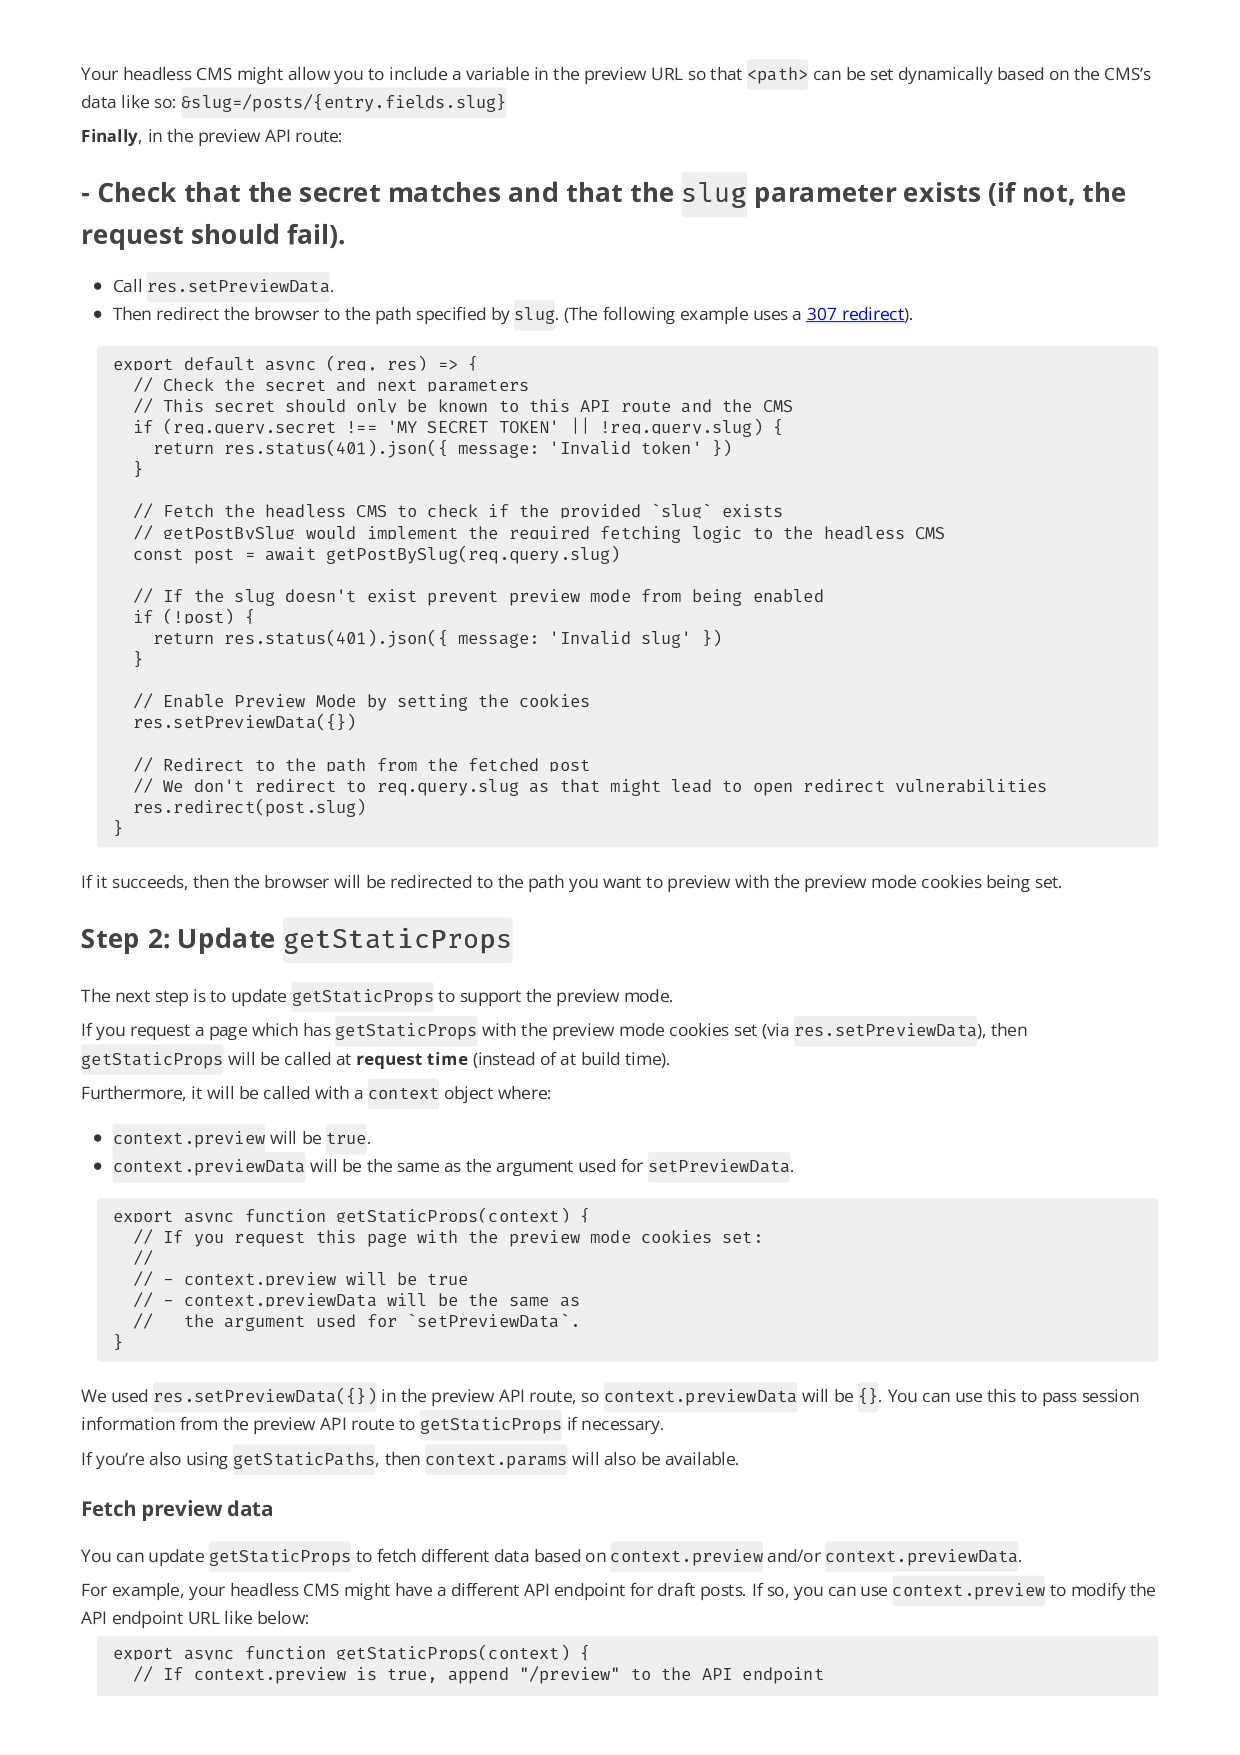 Your headless CMS might allow you to include a variable in the preview URL so that <path> can be set dynamically based on the CMS’s
data like so: &slug=/posts/{entry.fields.slug}
Finally, in the preview API route:
- Check that the secret matches and that the slug parameter exists (if not, the
request should fail).
• Call res.setPreviewData.
• Then redirect the browser to the path specified by slug. (The following example uses a 307 redirect).
export default async (req, res) => {
  // Check the secret and next parameters
  // This secret should only be known to this API route and the CMS
  if (req.query.secret !== 'MY_SECRET_TOKEN' || !req.query.slug) {
    return res.status(401).json({ message: 'Invalid token' })
  }

  // Fetch the headless CMS to check if the provided `slug` exists
  // getPostBySlug would implement the required fetching logic to the headless CMS
  const post = await getPostBySlug(req.query.slug)

  // If the slug doesn't exist prevent preview mode from being enabled
  if (!post) {
    return res.status(401).json({ message: 'Invalid slug' })
  }

  // Enable Preview Mode by setting the cookies
  res.setPreviewData({})

  // Redirect to the path from the fetched post
  // We don't redirect to req.query.slug as that might lead to open redirect vulnerabilities
  res.redirect(post.slug)
}
If it succeeds, then the browser will be redirected to the path you want to preview with the preview mode cookies being set.
Step 2: Update getStaticProps
The next step is to update getStaticProps to support the preview mode.
If you request a page which has getStaticProps with the preview mode cookies set (via res.setPreviewData), then
getStaticProps will be called at request time (instead of at build time).
Furthermore, it will be called with a context object where:
• context.preview will be true.
• context.previewData will be the same as the argument used for setPreviewData.
export async function getStaticProps(context) {
  // If you request this page with the preview mode cookies set:
  //
  // - context.preview will be true
  // - context.previewData will be the same as
  //   the argument used for `setPreviewData`.
}
We used res.setPreviewData({}) in the preview API route, so context.previewData will be {}. You can use this to pass session
information from the preview API route to getStaticProps if necessary.
If you’re also using getStaticPaths, then context.params will also be available.
Fetch preview data
You can update getStaticProps to fetch different data based on context.preview and/or context.previewData.
For example, your headless CMS might have a different API endpoint for draft posts. If so, you can use context.preview to modify the
API endpoint URL like below:
export async function getStaticProps(context) {
  // If context.preview is true, append "/preview" to the API endpoint